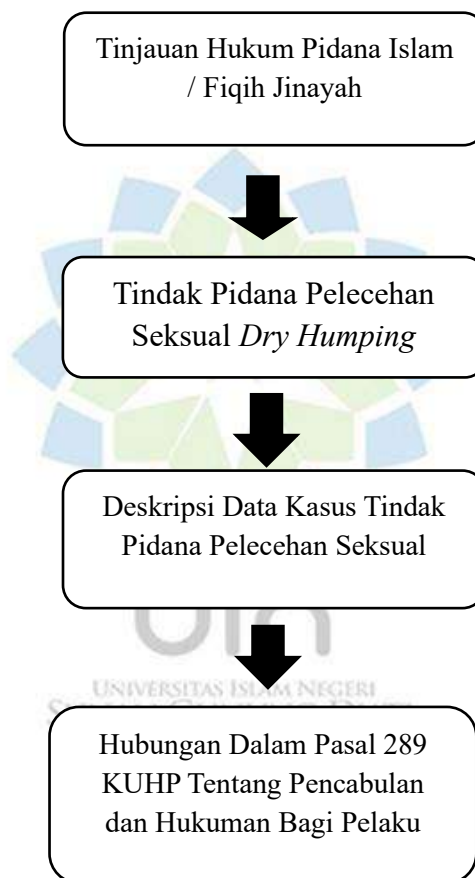 Tinjauan Hukum Pidana Islam
/ Fiqih Jinayah
Tindak Pidana Pelecehan
Seksual Dry Humping
Deskripsi Data Kasus Tindak
Pidana Pelecehan Seksual
uin
UNIVERSITAS ISLAM NEGERI
Hubungan Dalam Pasal 289
KUHP Tentang Pencabulan
dan Hukuman Bagi Pelaku